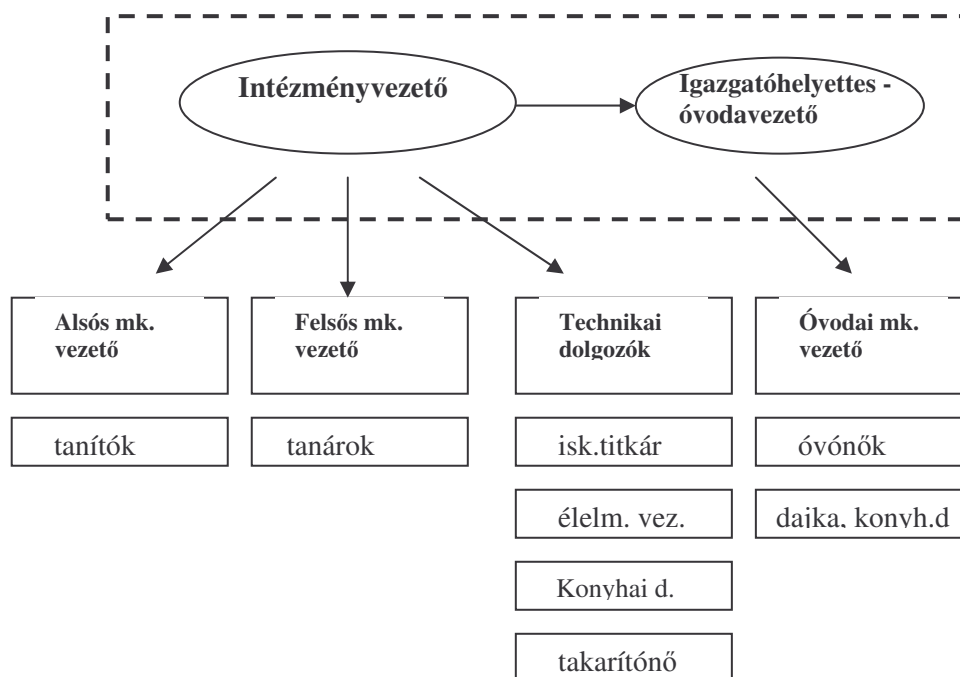 Intézményvezető
Igazgatóhelyettes -
óvodavezető
Alsós mk.
vezető
Felsős mk.
vezető
Technikai
dolgozók
Óvodai mk.
vezető
tanítók
tanárok
isk.titkár
óvónők
élelm. vez.
dajka, konyh.d
Konyhai d.
takarítónő